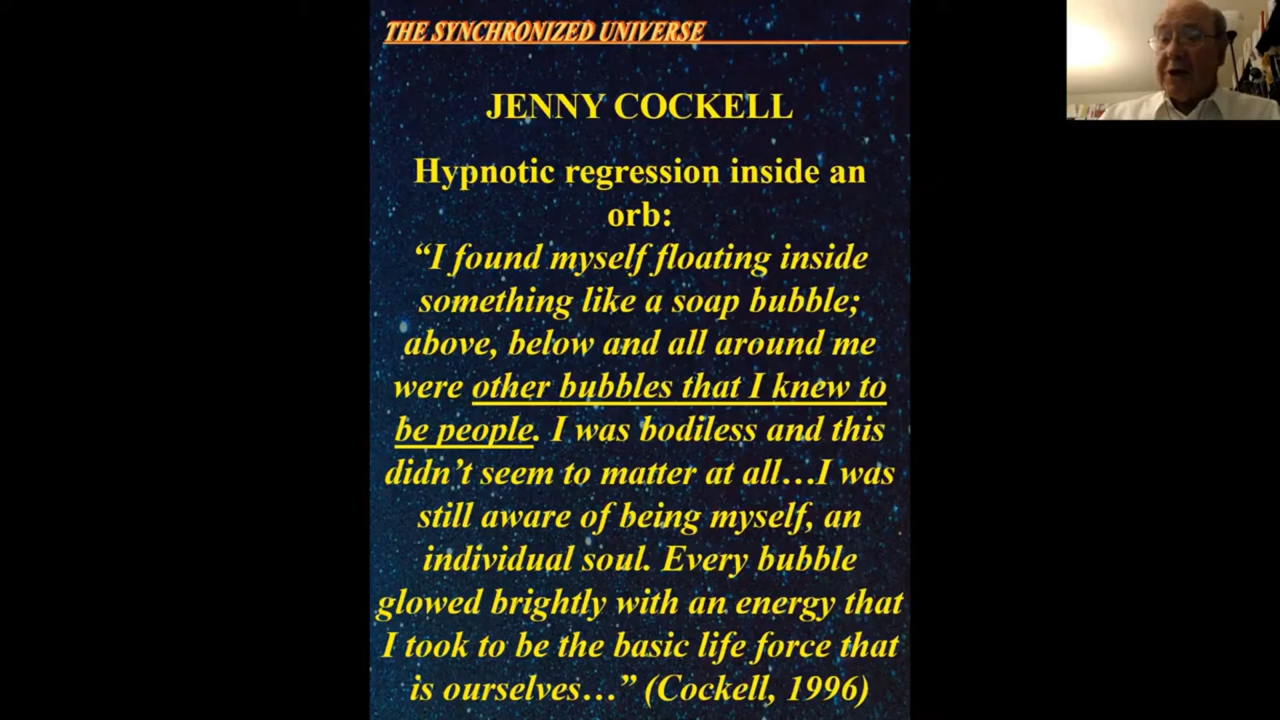 THE SYNCHRONIZED UNIVERSE
JENNY COCKELL
Hypnotic regression inside an
orb:
“I found myself floating inside
something like a soap bubble;
above, below and all around me
were other bubbles that I knew to
be people. I was bodiless and this
didn’t seem to matter at all…I was
still aware of being myself, an
individual soul. Every bubble
glowed brightly with an energy that
I took to be the basic life force that
is ourselves…” (Cockell, 1996)